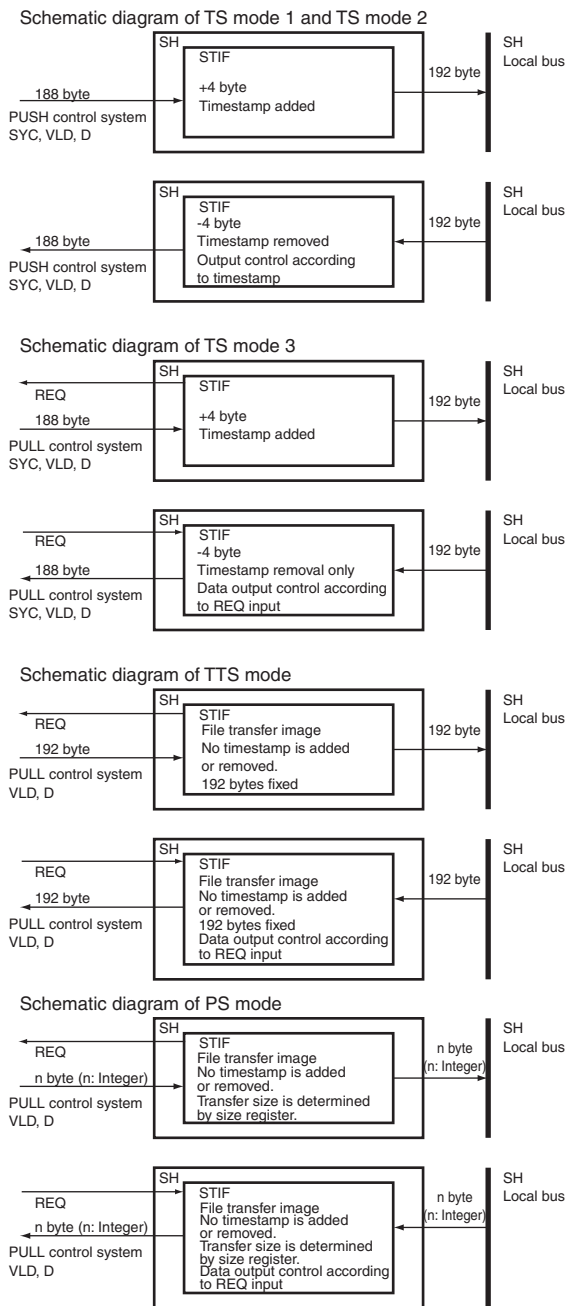 Schematic diagram of TS mode 1 and TS mode 2
SH
STIF
+4 byte
Timestamp added
188 byte
PUSH control system
SYC, VLD, D
192 byte
SH
Local bus
SH
STIF
-4 byte
Timestamp removed
Output control according
to timestamp
188 byte
PUSH control system
SYC, VLD, D
192 byte
SH
Local bus
Schematic diagram of TS mode 3
SH
STIF
+4 byte
Timestamp added
REQ
188 byte
PULL control system
SYC, VLD, D
192 byte
SH
Local bus
SH
STIF
-4 byte
Timestamp removal only
Data output control according
to REQ input
REQ
188 byte
PULL control system
SYC, VLD, D
192 byte
SH
Local bus
Schematic diagram of TTS mode
SH
STIF
File transfer image
No timestamp is added
or removed.
192 bytes fixed
REQ
192 byte
PULL control system
VLD, D
192 byte
SH
Local bus
SH
STIF
File transfer image
No timestamp is added
or removed.
192 bytes fixed
Data output control according
to REQ input
REQ
192 byte
PULL control system
VLD, D
192 byte
SH
Local bus
Schematic diagram of PS mode
SH
STIF
File transfer image
No timestamp is added
or removed.
Transfer size is determined
by size register.
REQ
n byte (n: Integer)
PULL control system
VLD, D
n byte
(n: Integer)
SH
Local bus
SH
STIF
File transfer image
No timestamp is added
or removed.
Transfer size is determined
by size register.
Data output control according
to REQ input
REQ
n byte (n: Integer)
PULL control system
VLD, D
n byte
(n: Integer)
SH
Local bus